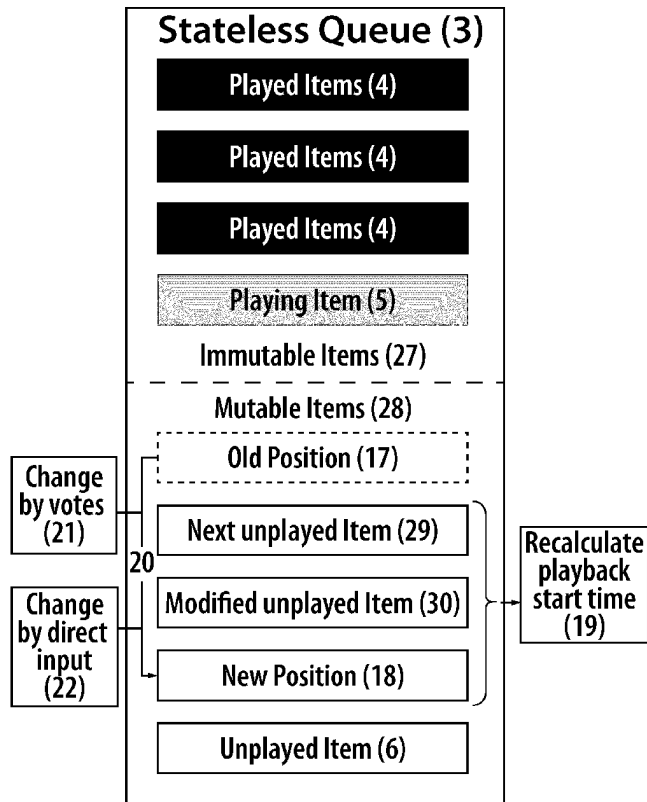 Stateless Queue (3)
Played Items (4)
Played Items (4)
Played Items (4)
Playing Item (5)
Immutable Items (27)
Mutable Items (28)
Old Position (17)
Change
by votes
(21)
Next unplayed Item (29)
20
Recalculate
playback
start time
(19)
Modified unplayed Item (30)
Change
by direct
input
(22)
New Position (18)
Unplayed Item (6)